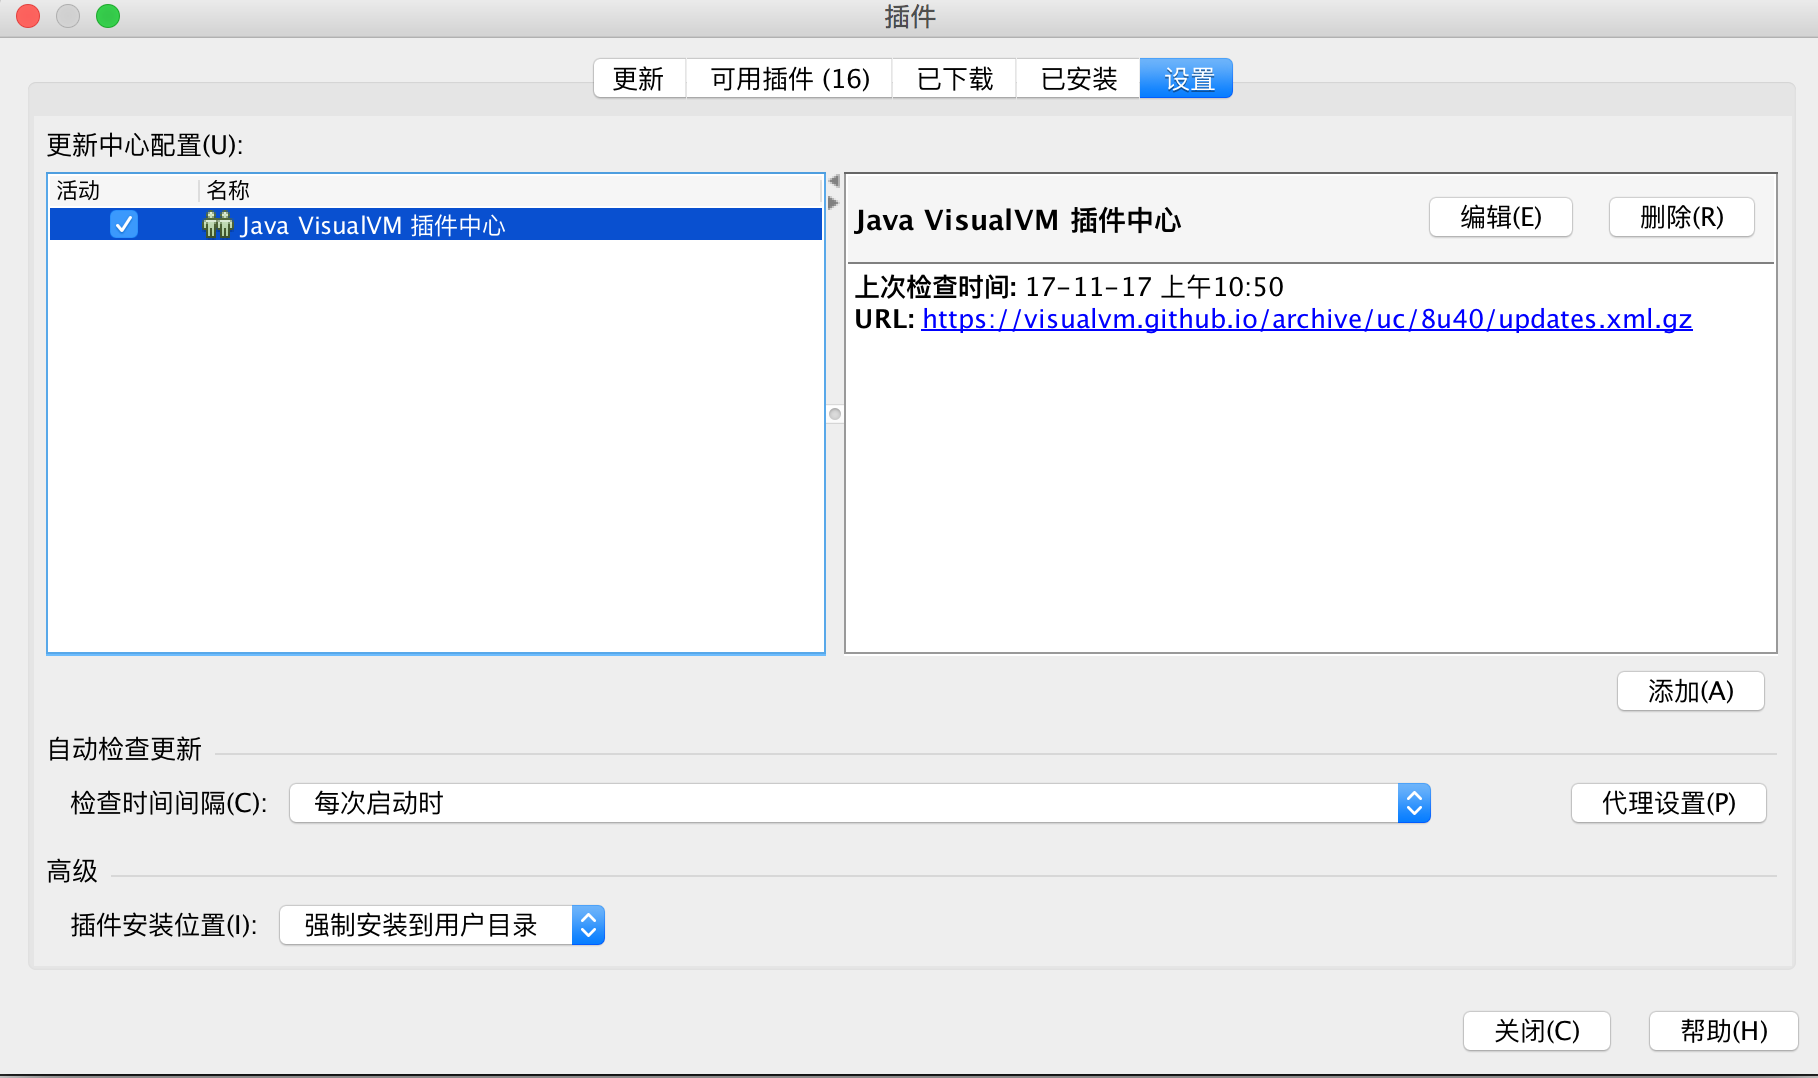 插件
更新 可用插件 (16) 已下载 已安装 设置
更新中心配置(U):
活动 名称
Java VisualVM 插件中心
Java VisualVM 插件中心 编辑(E) 删除(R)
上次检查时间: 17-11-17 上午10:50
URL: https://visualvm.github.io/archive/uc/8u40/updates.xml.gz
添加(A)
自动检查更新
检查时间间隔(C): 每次启动时 代理设置(P)
高级
插件安装位置(I): 强制安装到用户目录
关闭(C) 帮助(H)